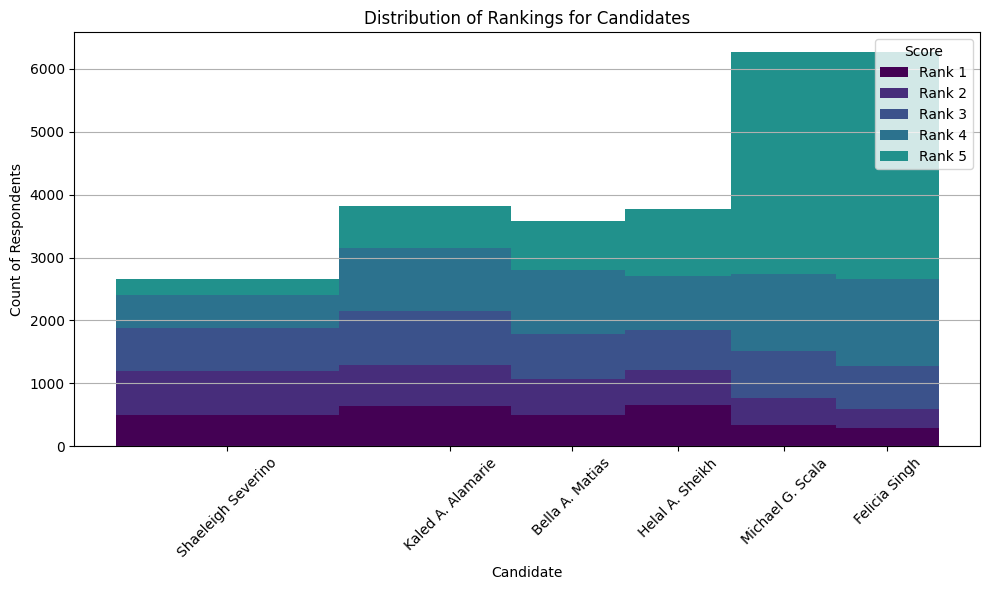 Distribution of Rankings for Candidates
Score
Rank 1
Rank 2
Rank 3
Rank 4
Rank 5
Count of Respondents
6000
5000
4000
3000
2000
1000
0
Shaeleigh Severino
Kaled A. Alamarie
Bella A. Matias
Helal A. Sheikh
Michael G. Scala
Felicia Singh
Candidate